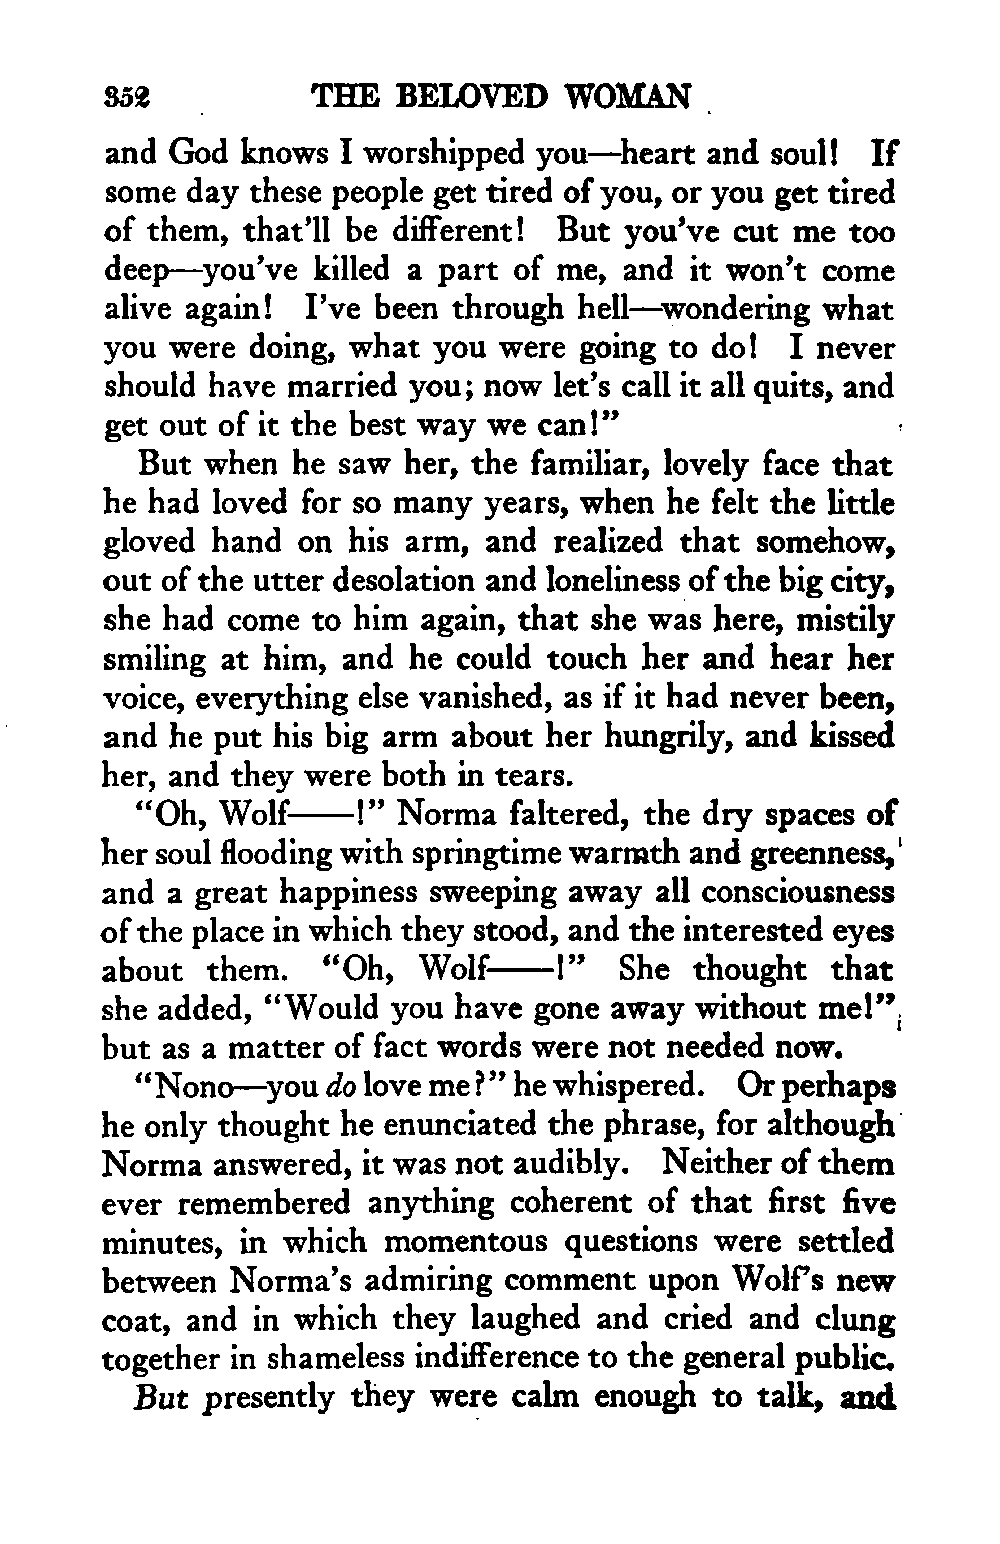 352 THE BELOVED WOMAN
and God knows I worshipped you—heart and soul! If
some day these people get tired of you, or you get tired
of them, that'll be different! But you've cut me too
deep—you've killed a part of me, and it won't come
alive again! I've been through hell—wondering what
you were doing, what you were going to do! I never
should have married you; now let's call it all quits, and
get out of it the best way we can!"
But when he saw her, the familiar, lovely face that
he had loved for so many years, when he felt the little
gloved hand on his arm, and realized that somehow,
out of the utter desolation and loneliness of the big city,
she had come to him again, that she was here, mistily
smiling at him, and he could touch her and hear her
voice, everything else vanished, as if it had never been,
and he put his big arm about her hungrily, and kissed
her, and they were both in tears.
"Oh, Wolf——!" Norma faltered, the dry spaces of
her soul flooding with springtime warmth and greenness,
and a great happiness sweeping away all consciousness
of the place in which they stood, and the interested eyes
about them. "Oh, Wolf——!" She thought that
she added, "Would you have gone away without me!"
but as a matter of fact words were not needed now.
"Nono—you do love me?" he whispered. Or perhaps
he only thought he enunciated the phrase, for although
Norma answered, it was not audibly. Neither of them
ever remembered anything coherent of that first five
minutes, in which momentous questions were settled
between Norma's admiring comment upon Wolf's new
coat, and in which they laughed and cried and clung
together in shameless indifference to the general public.
But presently they were calm enough to talk, and